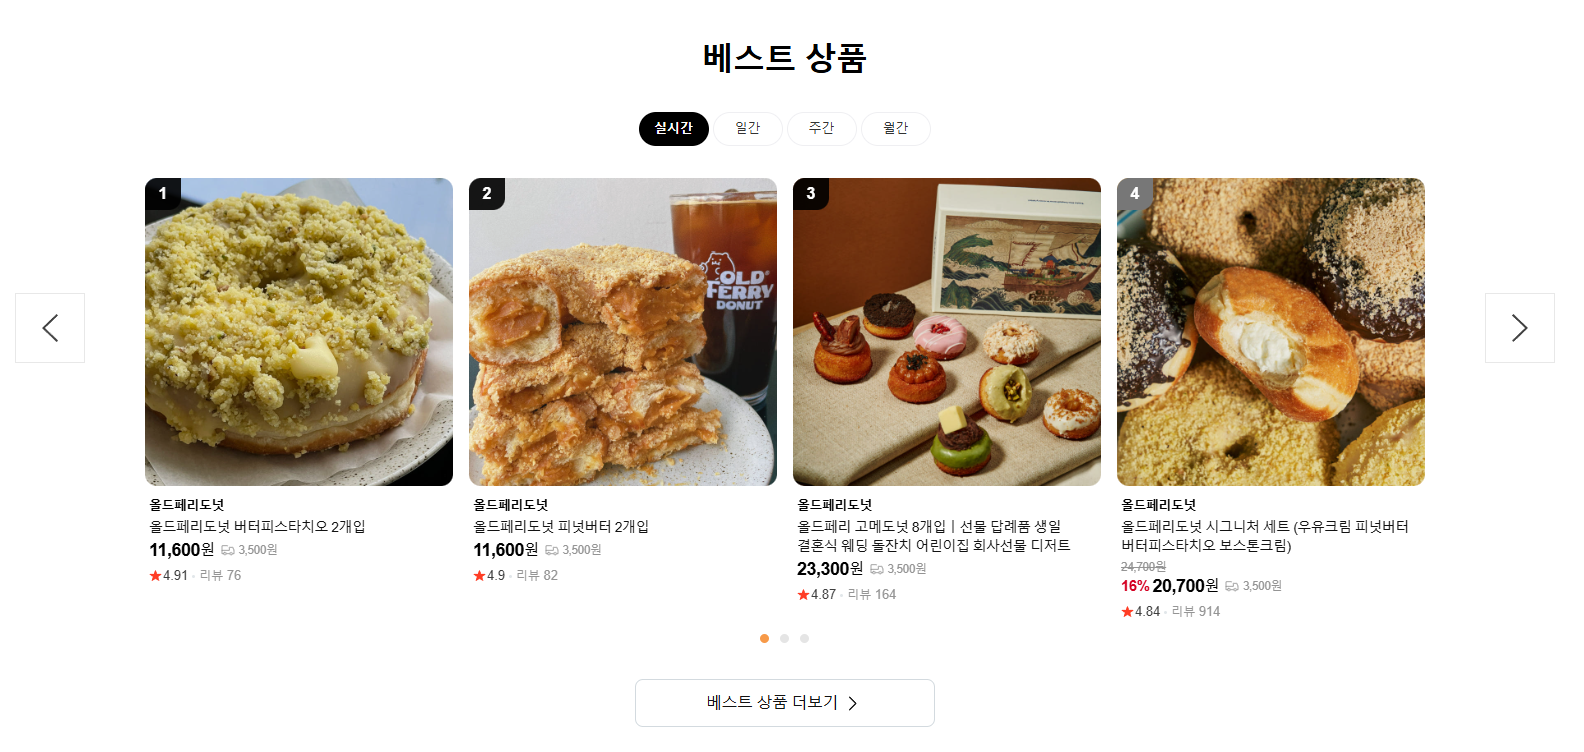 베스트 상품
실시간 일간 주간 월간
1
2
3
4
OLD
FERRY
DONUT
올드페리도넛
올드페리도넛 버터피스타치오 2개입
11,600원 3,500원
4.91 리뷰 76
올드페리도넛
올드페리도넛 피넛버터 2개입
11,600원 3,500원
4.9 리뷰 82
올드페리도넛
올드페리 고메도넛 8개입ㅣ선물 답례품 생일
결혼식 웨딩 돌잔치 어린이집 회사선물 디저트
23,300원 3,500원
4.87 리뷰 164
올드페리도넛
올드페리도넛 시그니처 세트 (우유크림 피넛버터
버터피스타치오 보스톤크림)
24,700원
16% 20,700원 3,500원
4.84 리뷰 914
베스트 상품 더보기